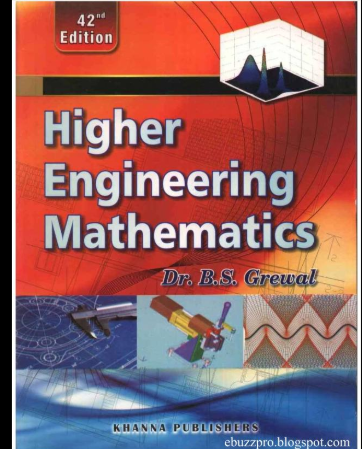 42nd
Edition
Higher
Engineering
Mathematics
Dr. B.S. Grewal
KHANNA PUBLISHERS
ebuzzpro.blogspot.com